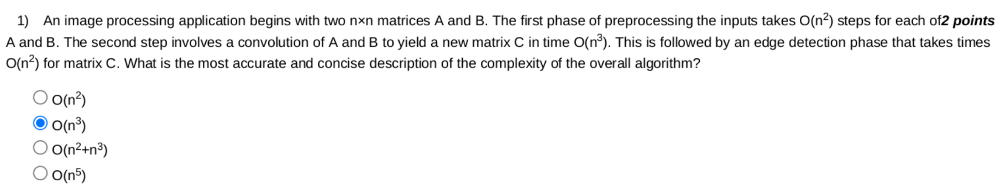 1) An image processing application begins with two n×n matrices A and B. The first phase of preprocessing the inputs takes O(n²) steps for each of2 points
A and B. The second step involves a convolution of A and B to yield a new matrix C in time O(n³). This is followed by an edge detection phase that takes times
O(n²) for matrix C. What is the most accurate and concise description of the complexity of the overall algorithm?
O(n²)
O(n³)
O(n²+n³)
O(n⁵)